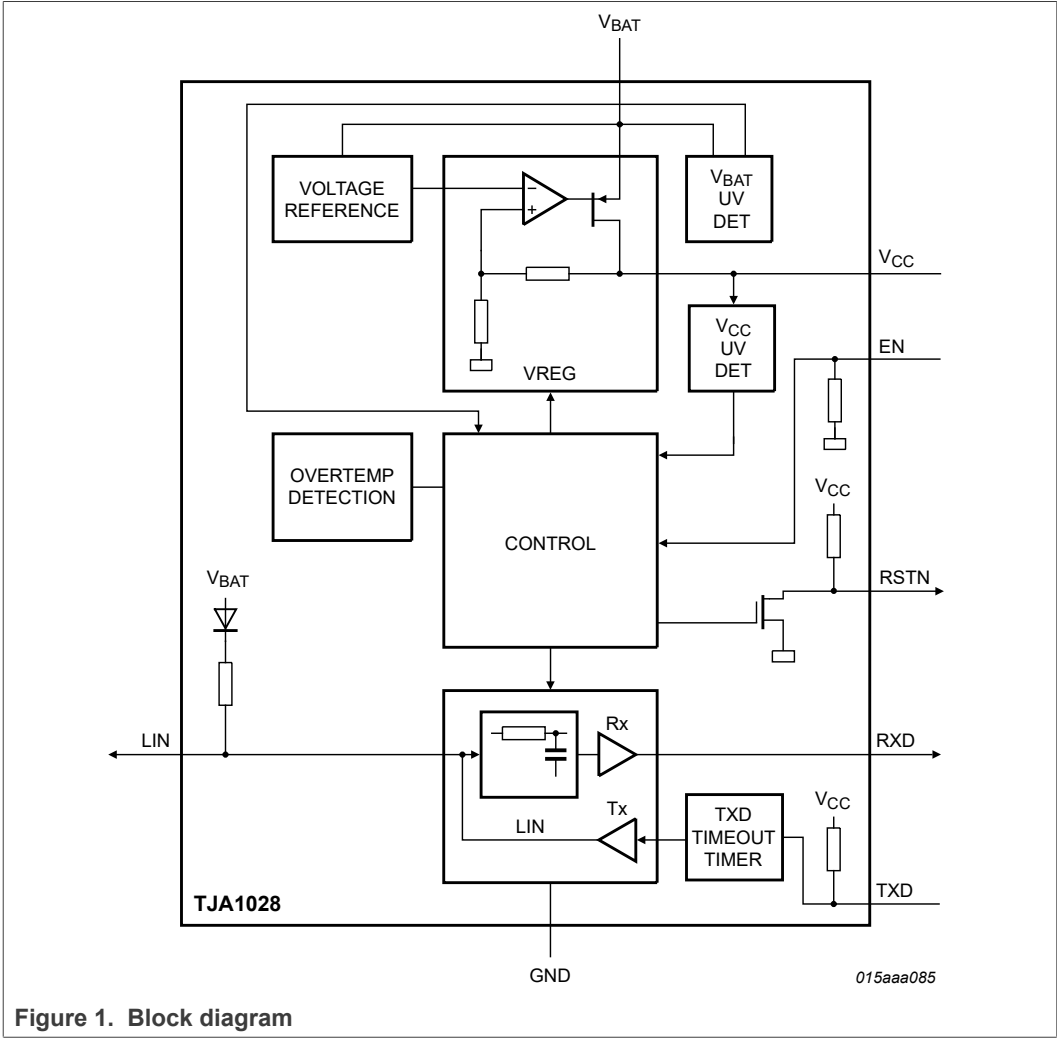 VBAT
VOLTAGE
REFERENCE
−
+
VREG
VBAT
UV
DET
VCC
VCC
UV
DET
EN
OVERTEMP
DETECTION
CONTROL
VCC
RSTN
VBAT
LIN
Rx
RXD
Tx
LIN
TXD
TIMEOUT
TIMER
VCC
TXD
TJA1028
GND
015aaa085
Figure 1. Block diagram